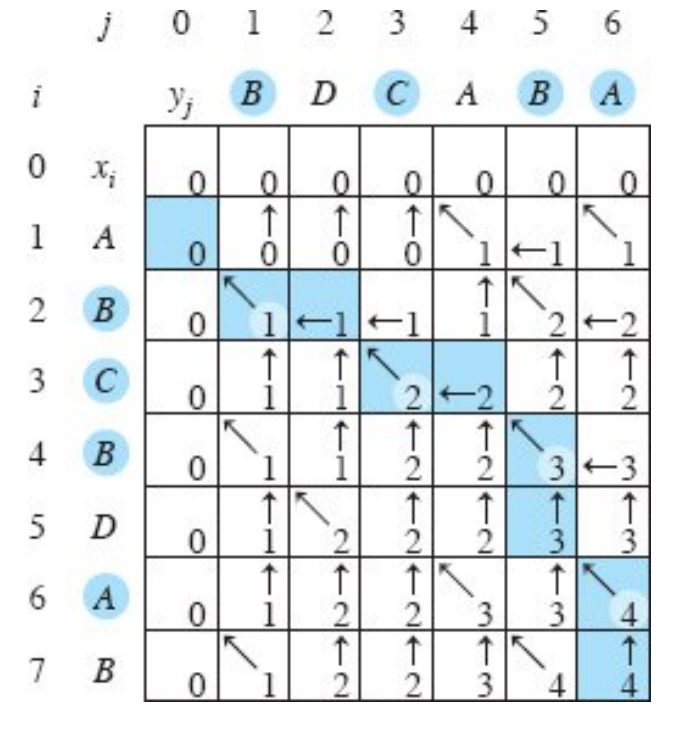 j 0 1 2 3 4 5 6
i y_j B D C A B A
0 x_i 0 0 0 0 0 0 0
1 A 0 ↑0 ↑0 ↑0 ↖1 ←1 ↖1
2 B 0 ↖1 ←1 ←1 ↑1 ↖2 ←2
3 C 0 ↑1 ↑1 ↖2 ←2 ↑2 ↑2
4 B 0 ↖1 ↑1 ↑2 ↑2 ↖3 ←3
5 D 0 ↑1 ↖2 ↑2 ↑2 ↑3 ↑3
6 A 0 ↑1 ↑2 ↑2 ↖3 ↑3 ↖4
7 B 0 ↖1 ↑2 ↑2 ↑3 ↖4 ↑4